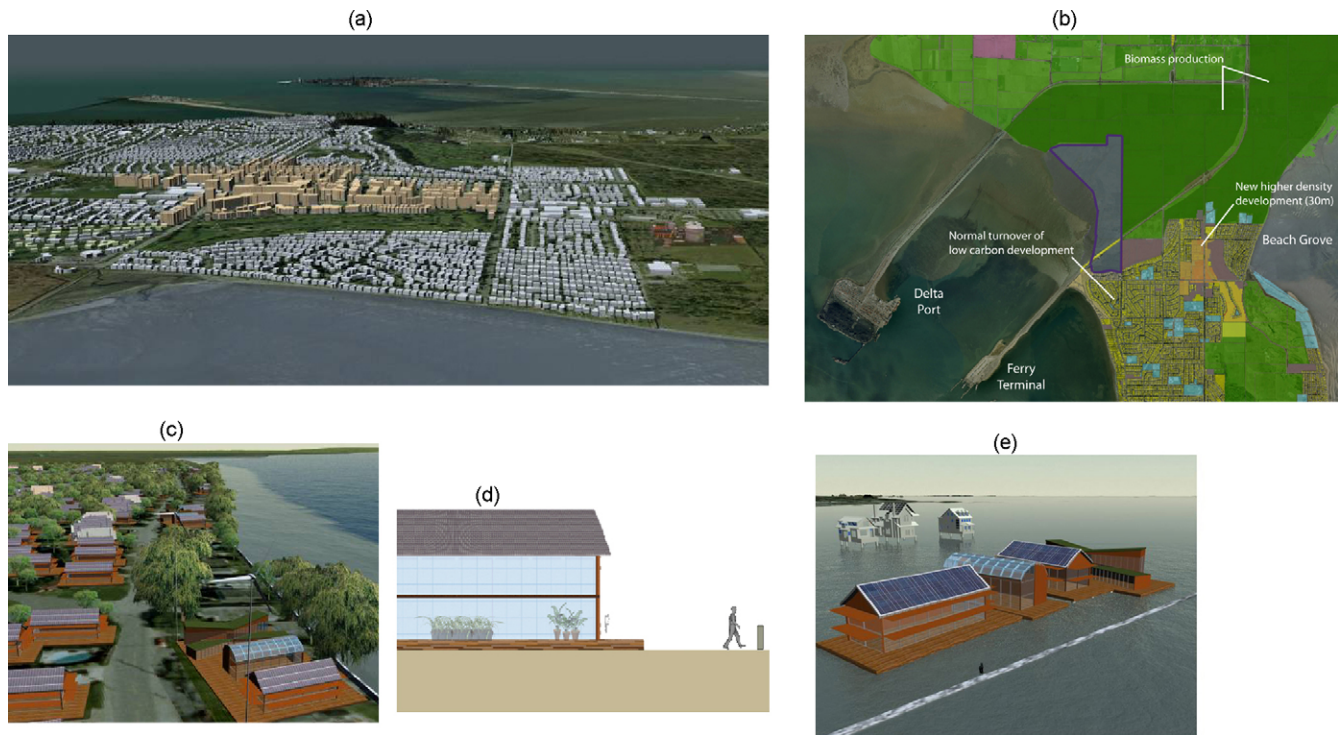 (a)
(b)
Biomass production
New higher density
development (30m)
Normal turnover of
low carbon development
Beach Grove
Delta
Port
Ferry
Terminal
(c)
(d)
(e)